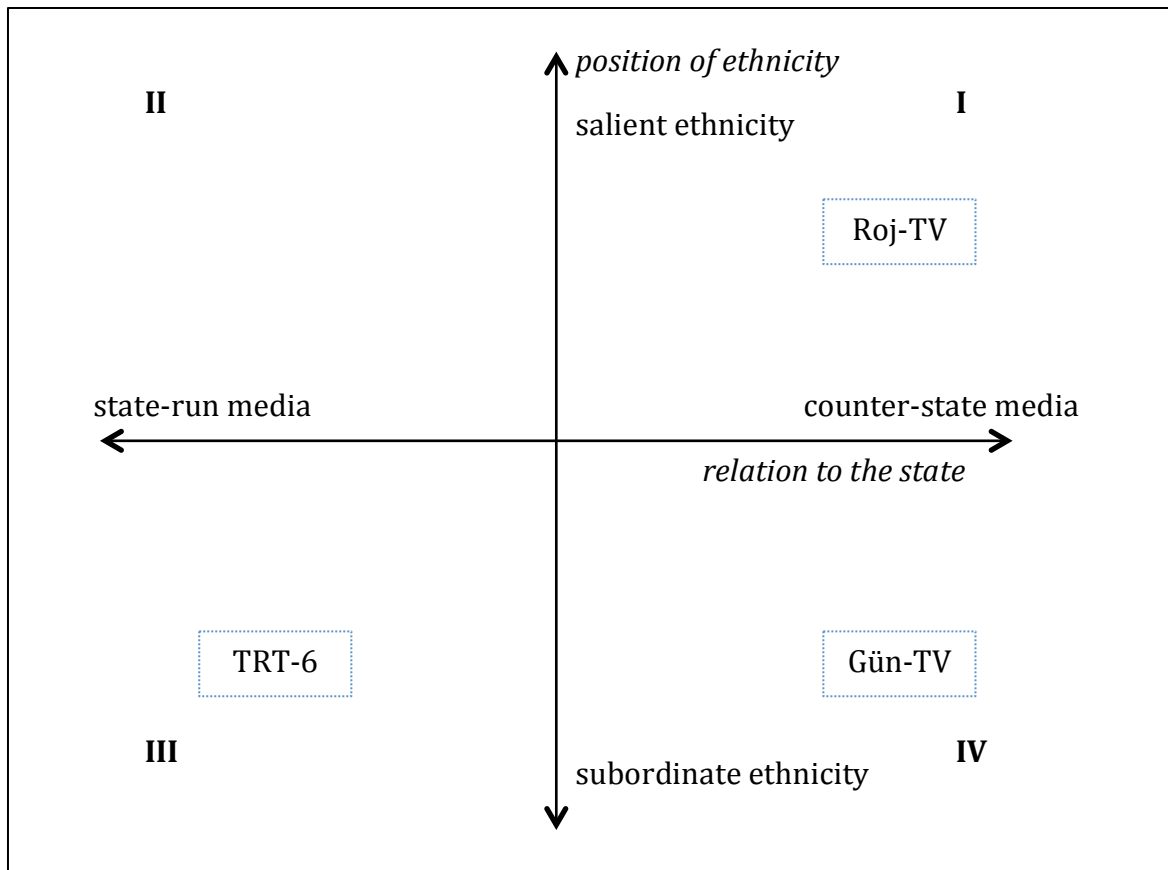 position of ethnicity
II
I
salient ethnicity
Roj-TV
state-run media
counter-state media
relation to the state
TRT-6
Gün-TV
III
IV
subordinate ethnicity